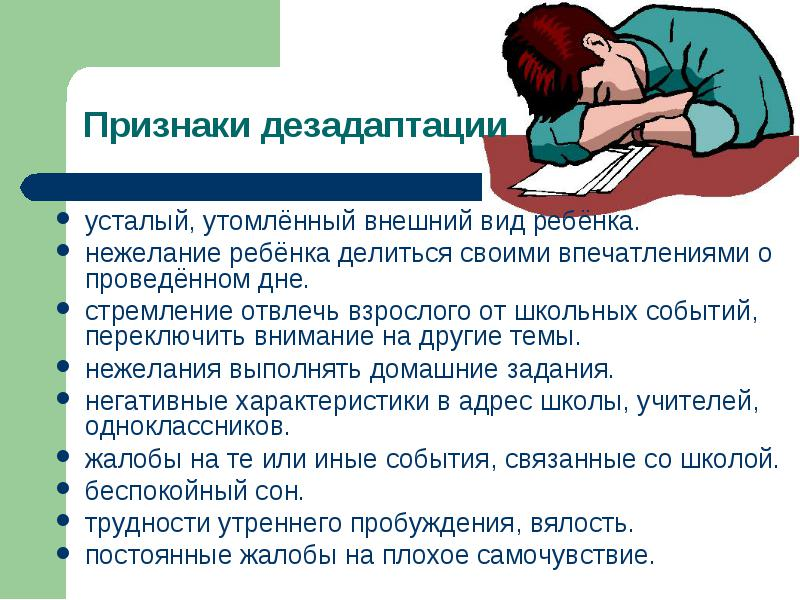 Признаки дезадаптации
усталый, утомлённый внешний вид ребёнка.
нежелание ребёнка делиться своими впечатлениями о
проведённом дне.
стремление отвлечь взрослого от школьных событий,
переключить внимание на другие темы.
нежелания выполнять домашние задания.
негативные характеристики в адрес школы, учителей,
одноклассников.
жалобы на те или иные события, связанные со школой.
беспокойный сон.
трудности утреннего пробуждения, вялость.
постоянные жалобы на плохое самочувствие.